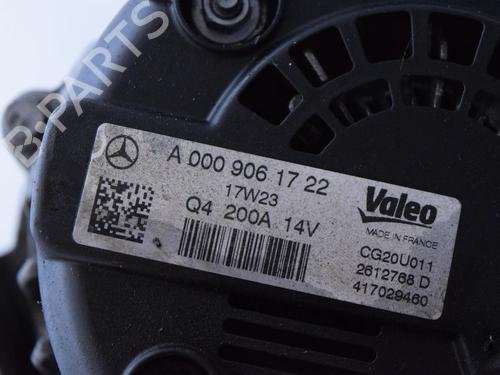 B-PARTS
A 000 906 17 22
17W23
Q4 200A 14V
Valeo
MADE IN FRANCE
CG20U011
2612768 D
417029460